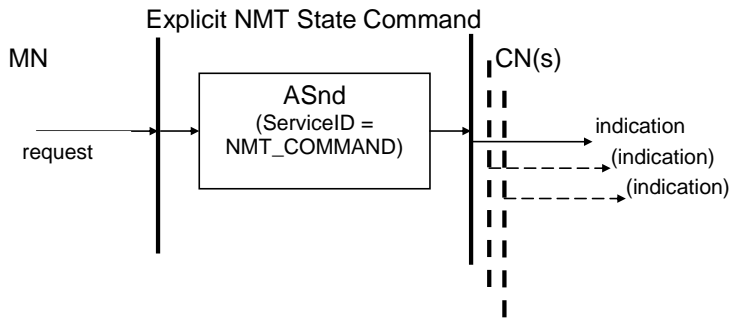 Explicit NMT State Command
MN
CN(s)
ASnd
(ServiceID =
NMT_COMMAND)
request
indication
(indication)
(indication)